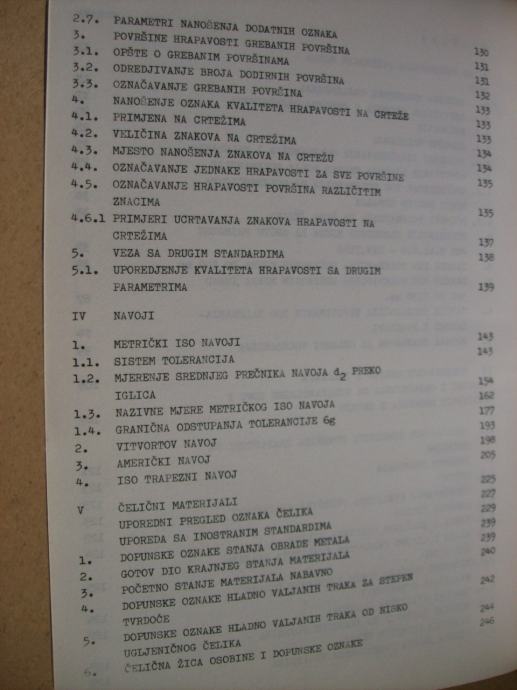 2.7. PARAMETRI NANOŠENJA DODATNIH OZNAKA 130
3. POVRŠINE HRAPAVOSTI GREBANIH POVRŠINA 131
3.1. OPŠTE O GREBANIM POVRŠINAMA 131
3.2. ODREDJIVANJE BROJA DODIRNIH POVRŠINA 132
3.3. OZNAČAVANJE GREBANIH POVRŠINA 133
4. NANOŠENJE OZNAKA KVALITETA HRAPAVOSTI NA CRTEŽE 133
4.1. PRIMJENA NA CRTEŽIMA 133
4.2. VELIČINA ZNAKOVA NA CRTEŽIMA 134
4.3. MJESTO NANOŠENJA ZNAKOVA NA CRTEŽU 134
4.4. OZNAČAVANJE JEDNAKE HRAPAVOSTI ZA SVE POVRŠINE 135
4.5. OZNAČAVANJE HRAPAVOSTI POVRŠINA RAZLIČITIM
ZNACIMA 135
4.6.1 PRIMJERI UCRTAVANJA ZNAKOVA HRAPAVOSTI NA
CRTEŽIMA 137
5. VEZA SA DRUGIM STANDARDIMA 138
5.1. UPOREDJENJE KVALITETA HRAPAVOSTI SA DRUGIM
PARAMETRIMA 139
IV NAVOJI
1. METRIČKI ISO NAVOJI 143
1.1. SISTEM TOLERANCIJA 143
1.2. MJERENJE SREDNJEG PREČNIKA NAVOJA d2 PREKO
IGLICA 154
1.3. NAZIVNE MJERE METRIČKOG ISO NAVOJA 162
1.4. GRANIČNA ODSTUPANJA TOLERANCIJE 6g 177
2. VITVORTOV NAVOJ 193
3. AMERIČKI NAVOJ 198
4. ISO TRAPEZNI NAVOJ 205
V ČELIČNI MATERIJALI 225
UPOREDNI PREGLED OZNAKA ČELIKA 227
UPOREDA SA INOSTRANIM STANDARDIMA 229
1. DOPUNSKE OZNAKE STANJA OBRADE METALA 239
2. GOTOV DIO KRAJNJEG STANJA MATERIJALA 239
3. POČETNO STANJE MATERIJALA NABAVNO 240
4. DOPUNSKE OZNAKE HLADNO VALJANIH TRAKA ZA STEPEN
TVRDOČE 242
5. DOPUNSKE OZNAKE HLADNO VALJANIH TRAKA OD NISKO
UGLJENIČNOG ČELIKA 244
6. ČELIČNA ŽICA OSOBINE I DOPUNSKE OZNAKE 246